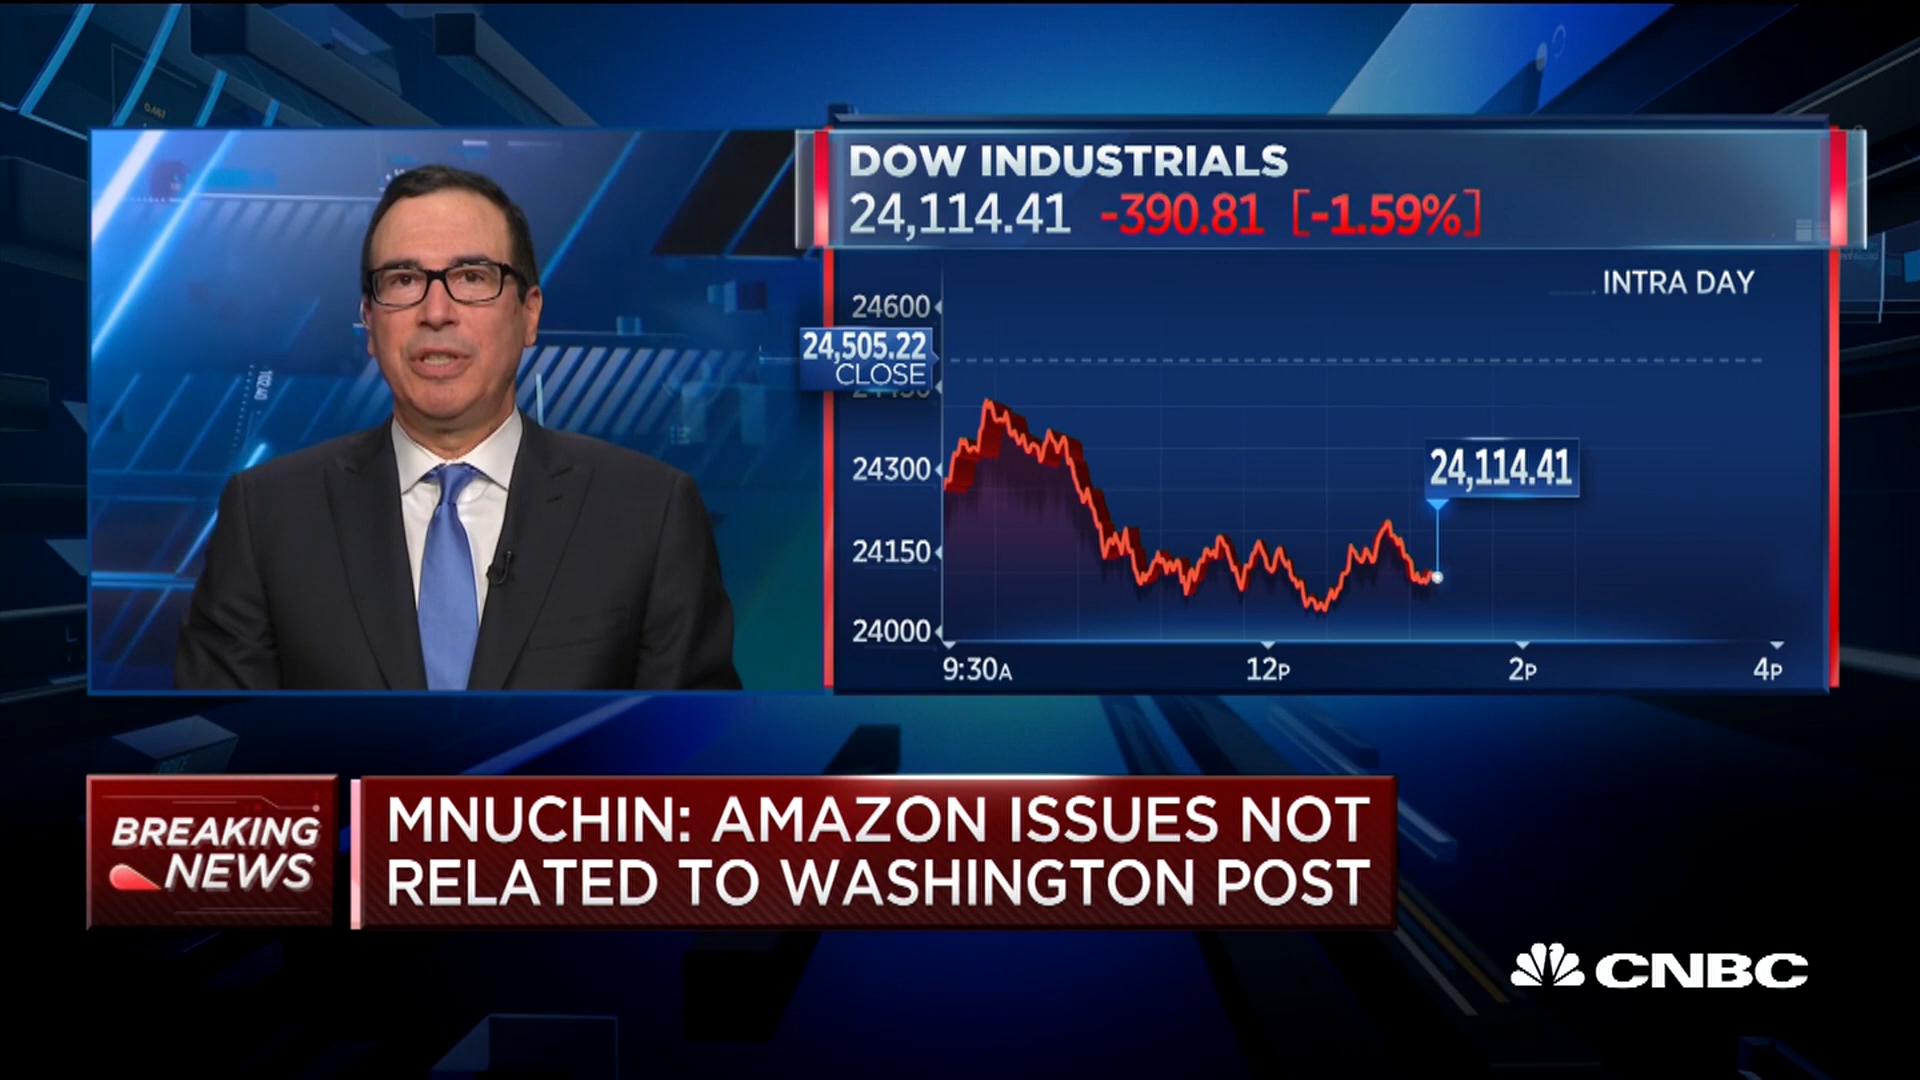 DOW INDUSTRIALS
24,114.41 -390.81 [-1.59%]
INTRA DAY
24600
24,505.22
CLOSE
24300
24,114.41
24150
24000
9:30A 12P 2P 4P
BREAKING
NEWS
MNUCHIN: AMAZON ISSUES NOT
RELATED TO WASHINGTON POST
CNBC